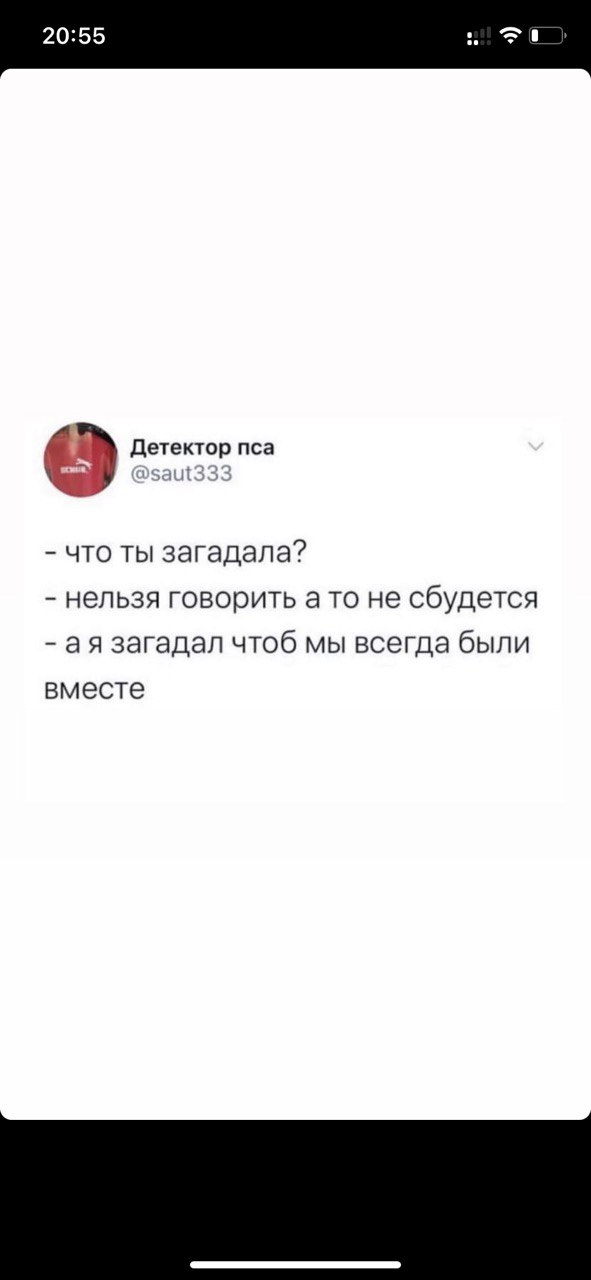 20:55
Детектор пса
@saut333
- что ты загадала?
- нельзя говорить а то не сбудется
- а я загадал чтоб мы всегда были
вместе